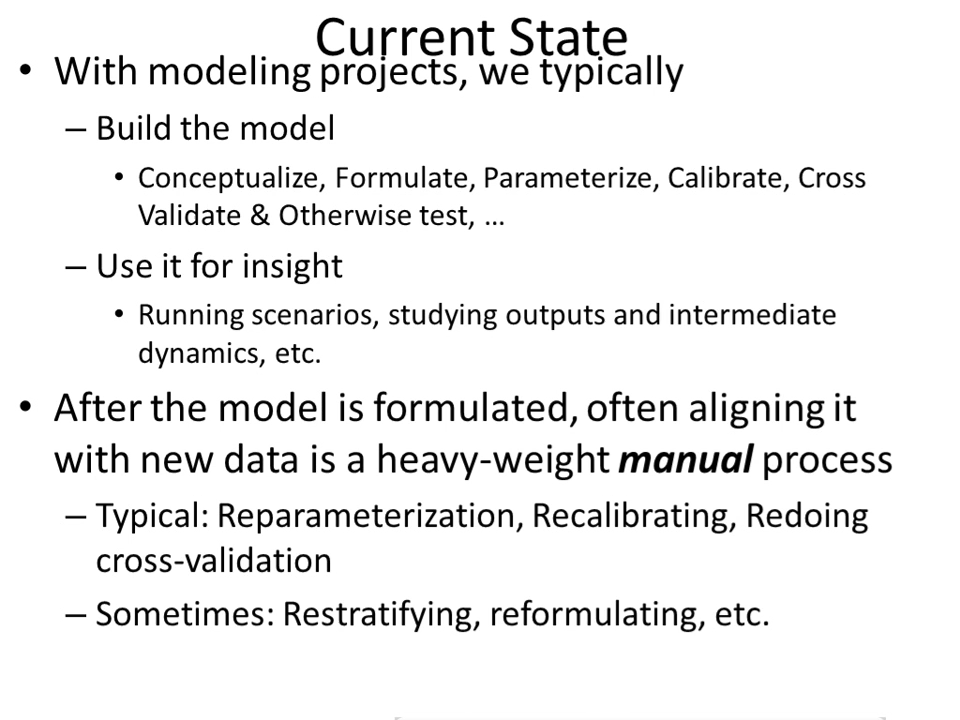 Current State
• With modeling projects, we typically
– Build the model
• Conceptualize, Formulate, Parameterize, Calibrate, Cross
Validate & Otherwise test, …
– Use it for insight
• Running scenarios, studying outputs and intermediate
dynamics, etc.
• After the model is formulated, often aligning it
with new data is a heavy-weight manual process
– Typical: Reparameterization, Recalibrating, Redoing
cross-validation
– Sometimes: Restratifying, reformulating, etc.